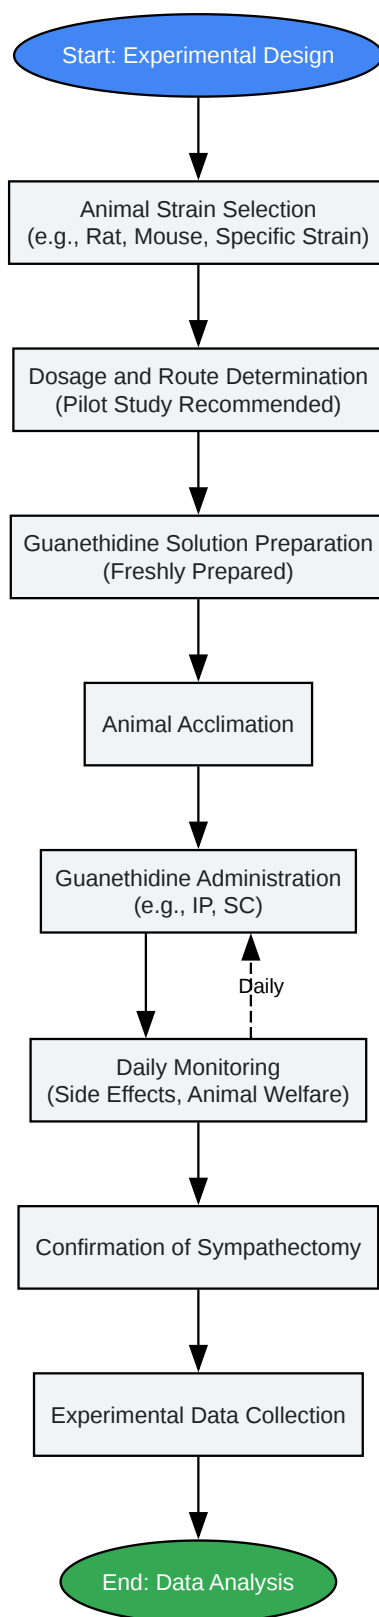 Start: Experimental Design
Animal Strain Selection
(e.g., Rat, Mouse, Specific Strain)
Dosage and Route Determination
(Pilot Study Recommended)
Guanethidine Solution Preparation
(Freshly Prepared)
Animal Acclimation
Guanethidine Administration
(e.g., IP, SC)
Daily
Daily Monitoring
(Side Effects, Animal Welfare)
Confirmation of Sympathectomy
Experimental Data Collection
End: Data Analysis